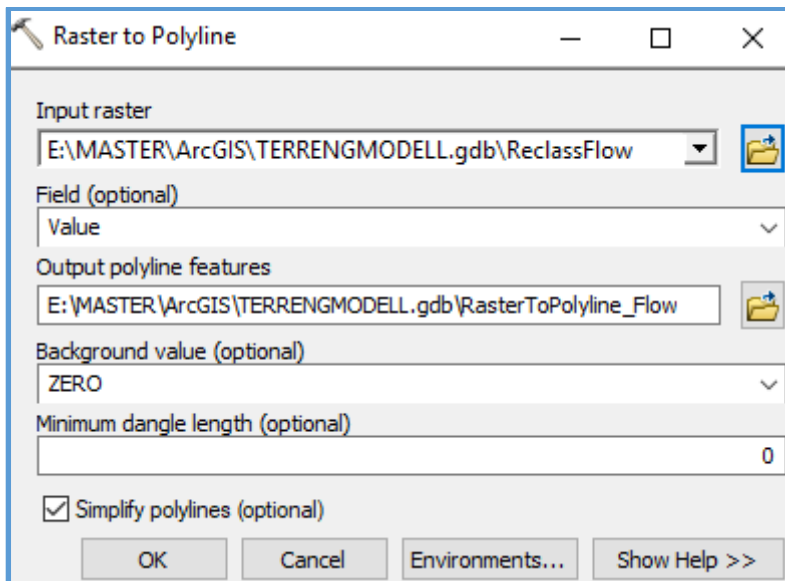 Raster to Polyline
Input raster
E:\MASTER\ArcGIS\TERRENGMODELL.gdb\ReclassFlow
Field (optional)
Value
Output polyline features
E:\MASTER\ArcGIS\TERRENGMODELL.gdb\RasterToPolyline_Flow
Background value (optional)
ZERO
Minimum dangle length (optional)
0
Simplify polylines (optional)
OK Cancel Environments... Show Help >>